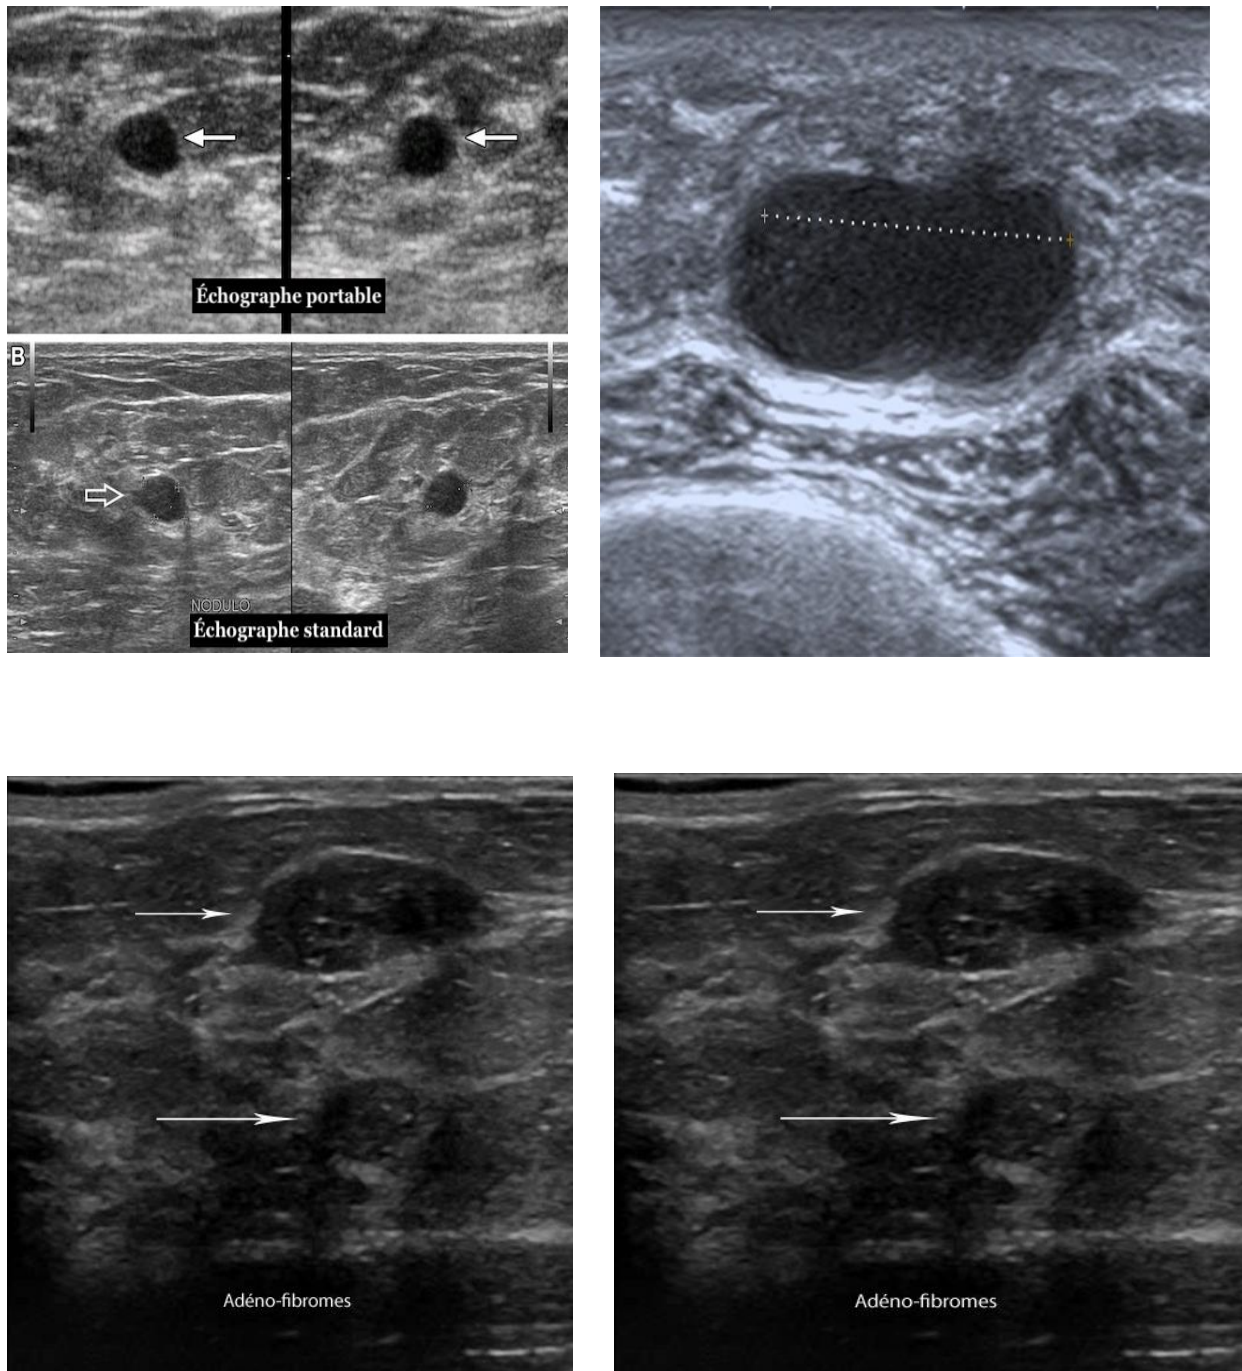 Échographe portable
B
NODULO
Échographe standard
Adéno-fibromes
Adéno-fibromes